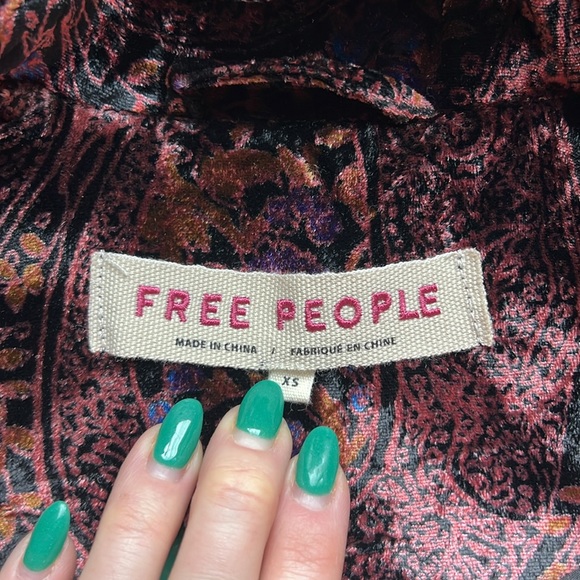 FREE PEOPLE
MADE IN CHINA / FABRIQUÉ EN CHINE
XS